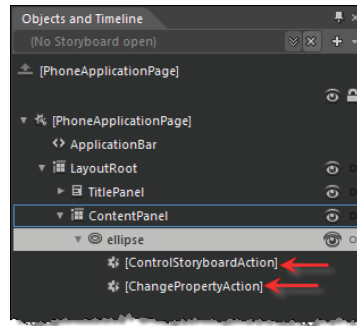 Objects and Timeline
(No Storyboard open)
[PhoneApplicationPage]
[PhoneApplicationPage]
ApplicationBar
LayoutRoot
TitlePanel
ContentPanel
ellipse
[ControlStoryboardAction]
[ChangePropertyAction]